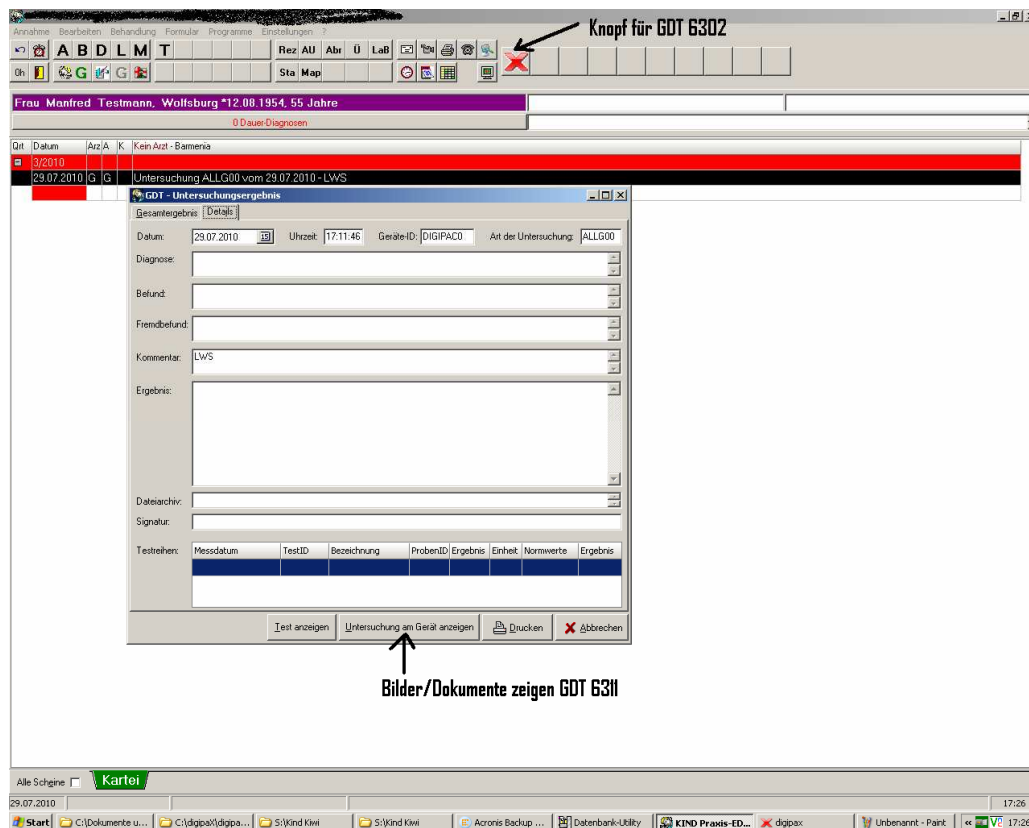 Knopf für GDT 6302
Annahme Bearbeiten Behandlung Formular Programme Einstellungen ?
A B D L M T Rez AU Abr Ü LaB
0h G G Sta Map
Frau Manfred Testmann, Wolfsburg *12.08.1954, 55 Jahre
0 Dauer-Diagnosen
Qrt Datum Arz A K Kein Arzt - Barmenia
3/2010
29.07.2010 G G Untersuchung ALLG00 vom 29.07.2010 - LWS
GDT - Untersuchungsergebnis
Gesamtergebnis Details
Datum: 29.07.2010 15 Uhrzeit: 17:11:46 Geräte-ID: DIGIPAC0 Art der Untersuchung: ALLG00
Diagnose:
Befund:
Fremdbefund:
Kommentar: LWS
Ergebnis:
Dateiarchiv:
Signatur:
Testreihen: Messdatum TestID Bezeichnung ProbenID Ergebnis Einheit Normwerte Ergebnis
Test anzeigen Untersuchung am Gerät anzeigen Drucken Abbrechen
Bilder/Dokumente zeigen GDT 6311
Alle Scheine Kartei
29.07.2010 17:26
Start C:\Dokumente u... C:\digipaX\digipa... S:\Kind Kiwi S:\Kind Kiwi Acronis Backup ... Datenbank-Utility KIND Praxis-ED... digipax Unbenannt - Paint « 17:26